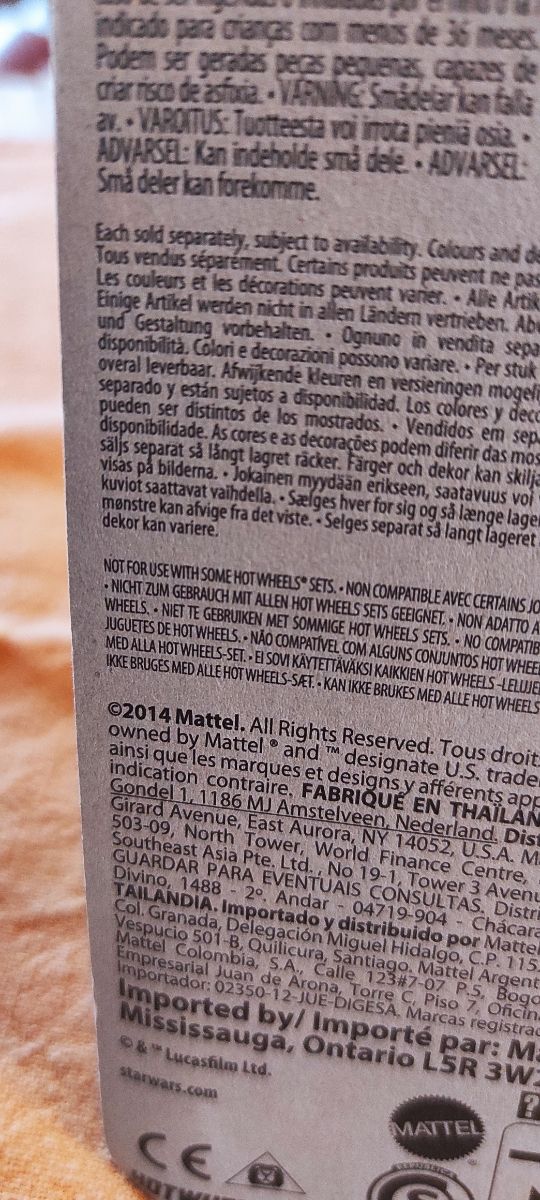 indicado para crianças com menos de 36 meses.
Podem ser geradas peças pequenas, capazes de
criar risco de asfixia. • VARNING: Smådelar kan falla
av. • VAROITUS: Tuotteesta voi irrota pieniä osia. •
ADVARSEL: Kan indeholde små dele. • ADVARSEL:
Små deler kan forekomme.
Each sold separately, subject to availability. Colours and de
Tous vendus séparément. Certains produits peuvent ne pas
Les couleurs et les décorations peuvent varier. • Alle Artik
Einige Artikel werden nicht in allen Ländern vertrieben. Ab
und Gestaltung vorbehalten. • Ognuno in vendita sepa
disponibilità. Colori e decorazioni possono variare. • Per stuk
overal leverbaar. Afwijkende kleuren en versieringen mogeli
separado y están sujetos a disponibilidad. Los colores y deco
pueden ser distintos de los mostrados. • Vendidos em sep
disponibilidade. As cores e as decorações podem diferir das mos
säljs separat så långt lagret räcker. Färger och dekor kan skilja
visas på bilderna. • Jokainen myydään erikseen, saatavuus voi
kuviot saattavat vaihdella. • Sælges hver for sig og så længe lager
mønstre kan afvige fra det viste. • Selges separat så langt lageret
dekor kan variere.
NOT FOR USE WITH SOME HOT WHEELS® SETS. • NON COMPATIBLE AVEC CERTAINS JO
• NICHT ZUM GEBRAUCH MIT ALLEN HOT WHEELS SETS GEEIGNET. • NON ADATTO A
WHEELS. • NIET TE GEBRUIKEN MET SOMMIGE HOT WHEELS SETS. • NO COMPATIB
JUGUETES DE HOT WHEELS. • NÃO COMPATÍVEL COM ALGUNS CONJUNTOS HOT WHEE
MED ALLA HOT WHEELS-SET. • EI SOVI KÄYTETTÄVÄKSI KAIKKIEN HOT WHEELS -LELUJE
IKKE BRUGES MED ALLE HOT WHEELS-SÆT. • KAN IKKE BRUKES MED ALLE HOT WHEELS
©2014 Mattel. All Rights Reserved. Tous droit
owned by Mattel ® and ™ designate U.S. trade
ainsi que les marques et designs y afférents app
indication contraire. FABRIQUÉ EN THAÏLAN
Gondel 1, 1186 MJ Amstelveen, Nederland. Dist
Girard Avenue, East Aurora, NY 14052, U.S.A. M
503-09, North Tower, World Finance Centre,
Southeast Asia Pte. Ltd., No 19-1, Tower 3 Avenu
GUARDAR PARA EVENTUAIS CONSULTAS. Distri
Divino, 1488 - 2º. Andar - 04719-904 - Chácara
TAILANDIA. Importado y distribuido por Mattel
Col. Granada, Delegación Miguel Hidalgo, C.P. 115
Vespucio 501-B, Quilicura, Santiago. Mattel Argent
Mattel Colombia, S.A., Calle 123#7-07 P.5, Bogo
Empresarial Juan de Arona, Torre C, Piso 7, Oficin
Importador: 02350-12-JUE-DIGESA. Marcas registrad
Imported by/ Importé par: Ma
Mississauga, Ontario L5R 3W2
© & ™ Lucasfilm Ltd.
starwars.com
MATTEL
CE
HOTWHE